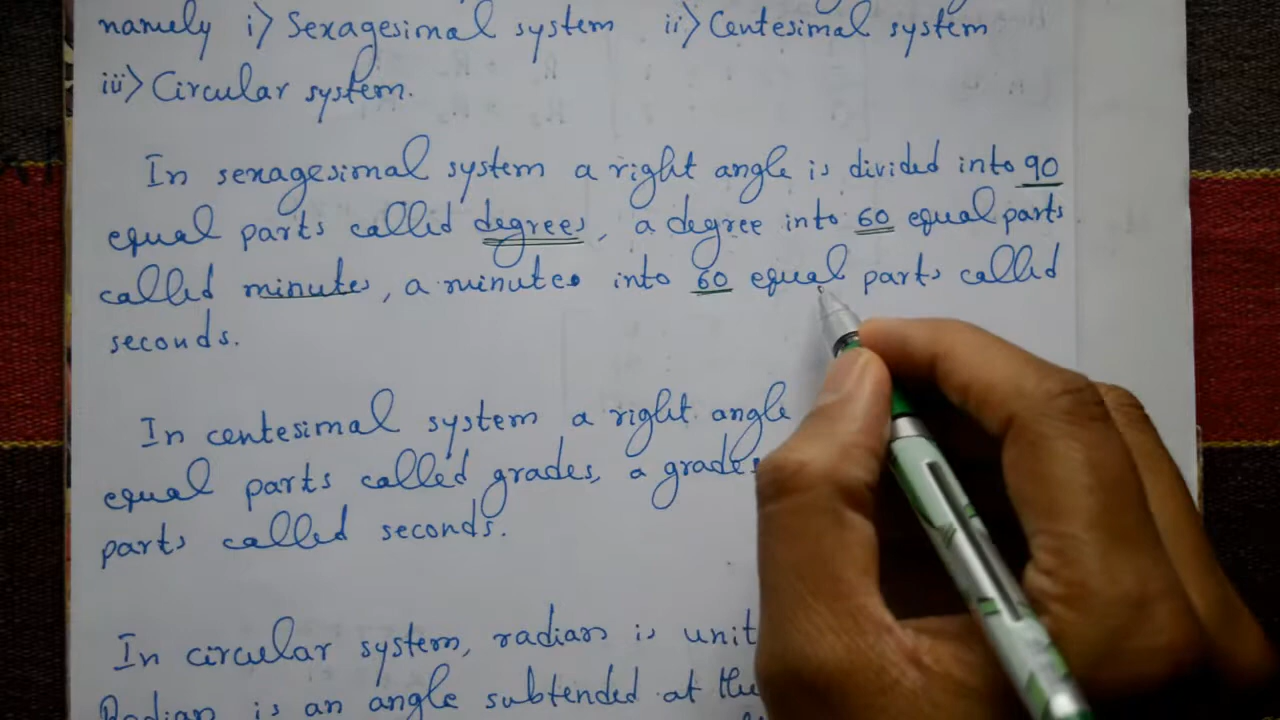 namely i) Sexagesimal system ii) Centesimal system
iii) Circular system.
In sexagesimal system a right angle is divided into 90
equal parts called degrees, a degree into 60 equal parts
called minutes, a minutes into 60 equal parts called
seconds.
In centesimal system a right angle
equal parts called grades, a grades
parts called seconds.
In circular system, radian is unit
Radian is an angle subtended at the